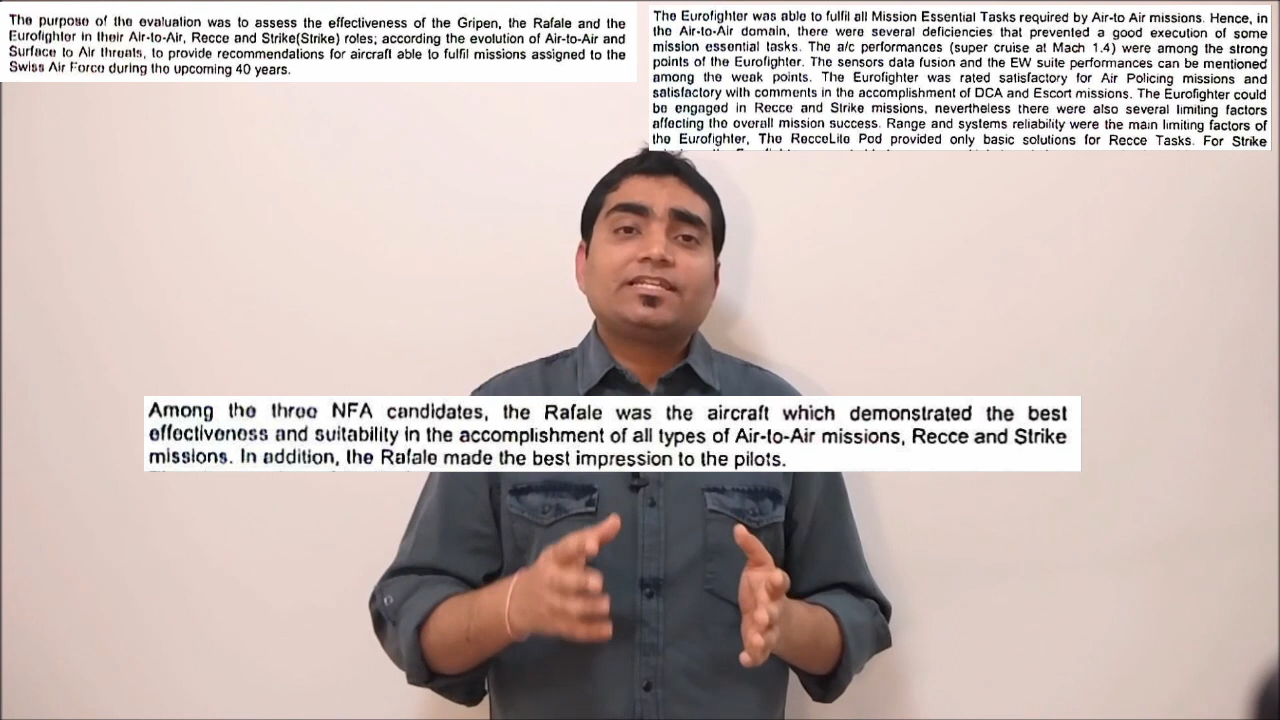 The purpose of the evaluation was to assess the effectiveness of the Gripen, the Rafale and the
Eurofighter in their Air-to-Air, Recce and Strike(Strike) roles; according the evolution of Air-to-Air and
Surface to Air threats, to provide recommendations for aircraft able to fulfil missions assigned to the
Swiss Air Force during the upcoming 40 years.
The Eurofighter was able to fulfil all Mission Essential Tasks required by Air-to Air missions. Hence, in
the Air-to-Air domain, there were several deficiencies that prevented a good execution of some
mission essential tasks. The a/c performances (super cruise at Mach 1.4) were among the strong
points of the Eurofighter. The sensors data fusion and the EW suite performances can be mentioned
among the weak points. The Eurofighter was rated satisfactory for Air Policing missions and
satisfactory with comments in the accomplishment of DCA and Escort missions. The Eurofighter could
be engaged in Recce and Strike missions, nevertheless there were also several limiting factors
affecting the overall mission success. Range and systems reliability were the main limiting factors of
the Eurofighter, The RecceLite Pod provided only basic solutions for Recce Tasks. For Strike
Among the three NFA candidates, the Rafale was the aircraft which demonstrated the best
effectiveness and suitability in the accomplishment of all types of Air-to-Air missions, Recce and Strike
missions. In addition, the Rafale made the best impression to the pilots.